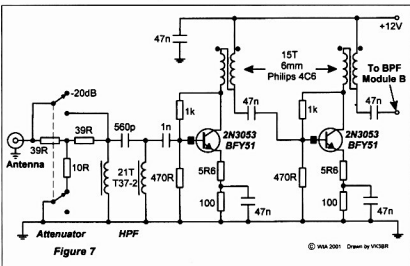 +12V
47n
15T
6mm
Philips 4C6
To BPF
Module B
-20dB
47n
47n
1k
1k
39R
560p
1n
2N3053
BFY51
2N3053
BFY51
Antenna
39R
10R
21T
T37-2
470R
5R6
470R
5R6
100
47n
100
47n
Attenuator
HPF
Figure 7
© WIA 2001 Drawn by VK5BR